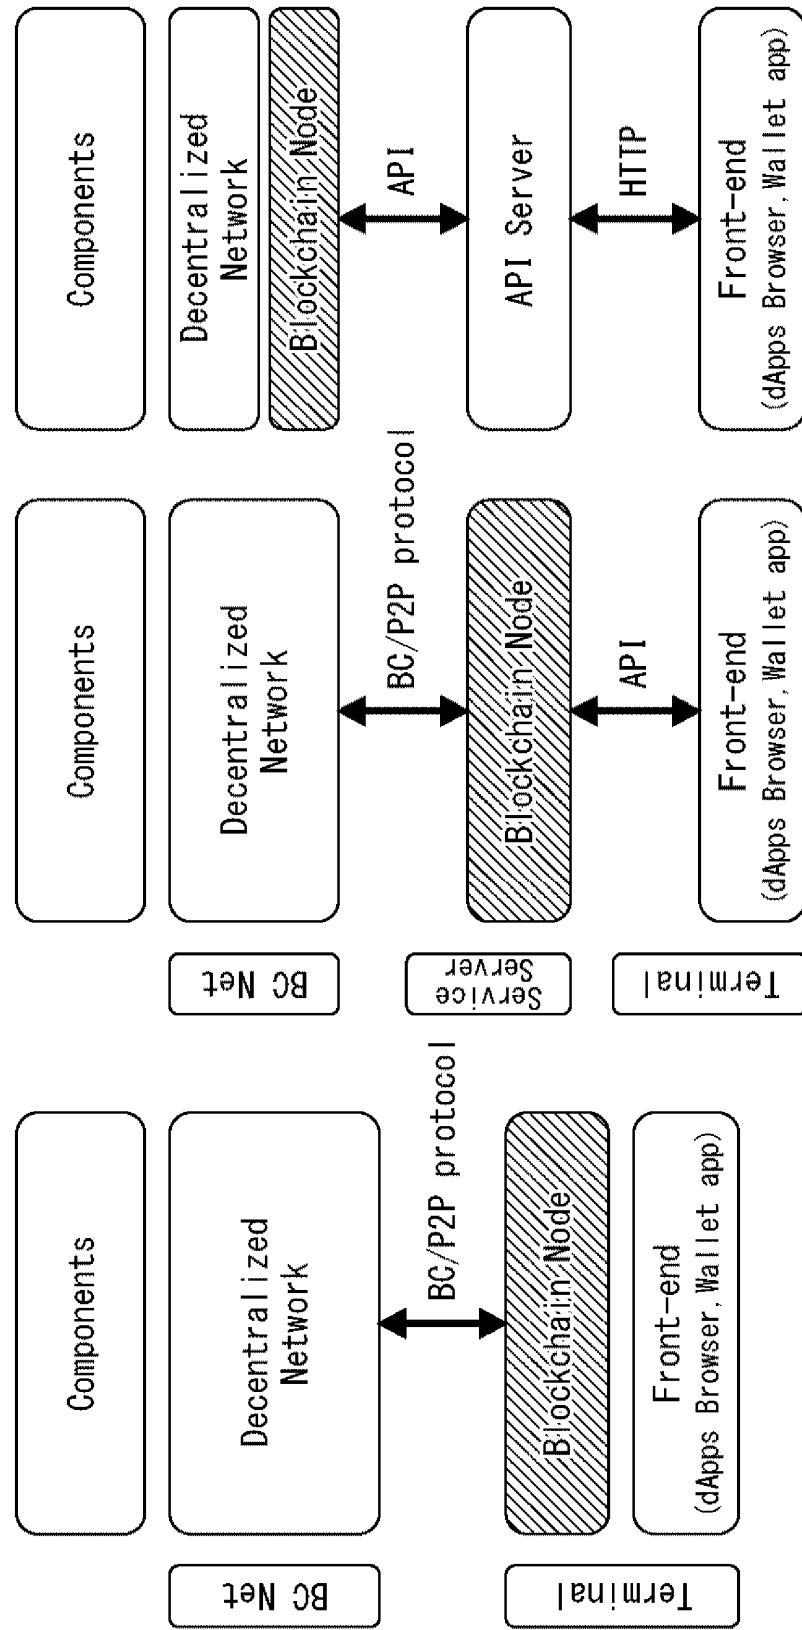 Components
BC Net
Decentralized
Network
BC/P2P protocol
Terminal
Blockchain Node
Front-end
(dApps Browser, Wallet app)
Components
BC Net
Decentralized
Network
BC/P2P protocol
Service
Server
Blockchain Node
API
Terminal
Front-end
(dApps Browser, Wallet app)
Components
Decentralized
Network
Blockchain Node
API
API Server
HTTP
Front-end
(dApps Browser, Wallet app)